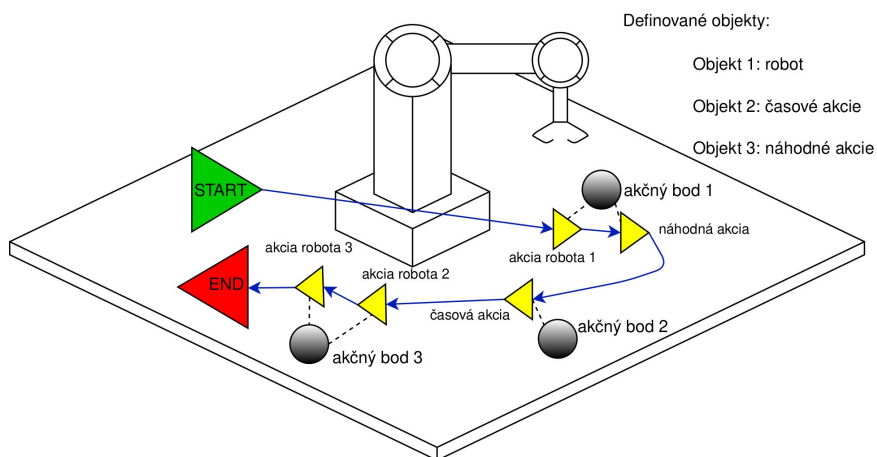 Definované objekty:
Objekt 1: robot
Objekt 2: časové akcie
Objekt 3: náhodné akcie
START
akčný bod 1
náhodná akcia
akcia robota 1
akcia robota 3
akcia robota 2
END
časová akcia
akčný bod 2
akčný bod 3